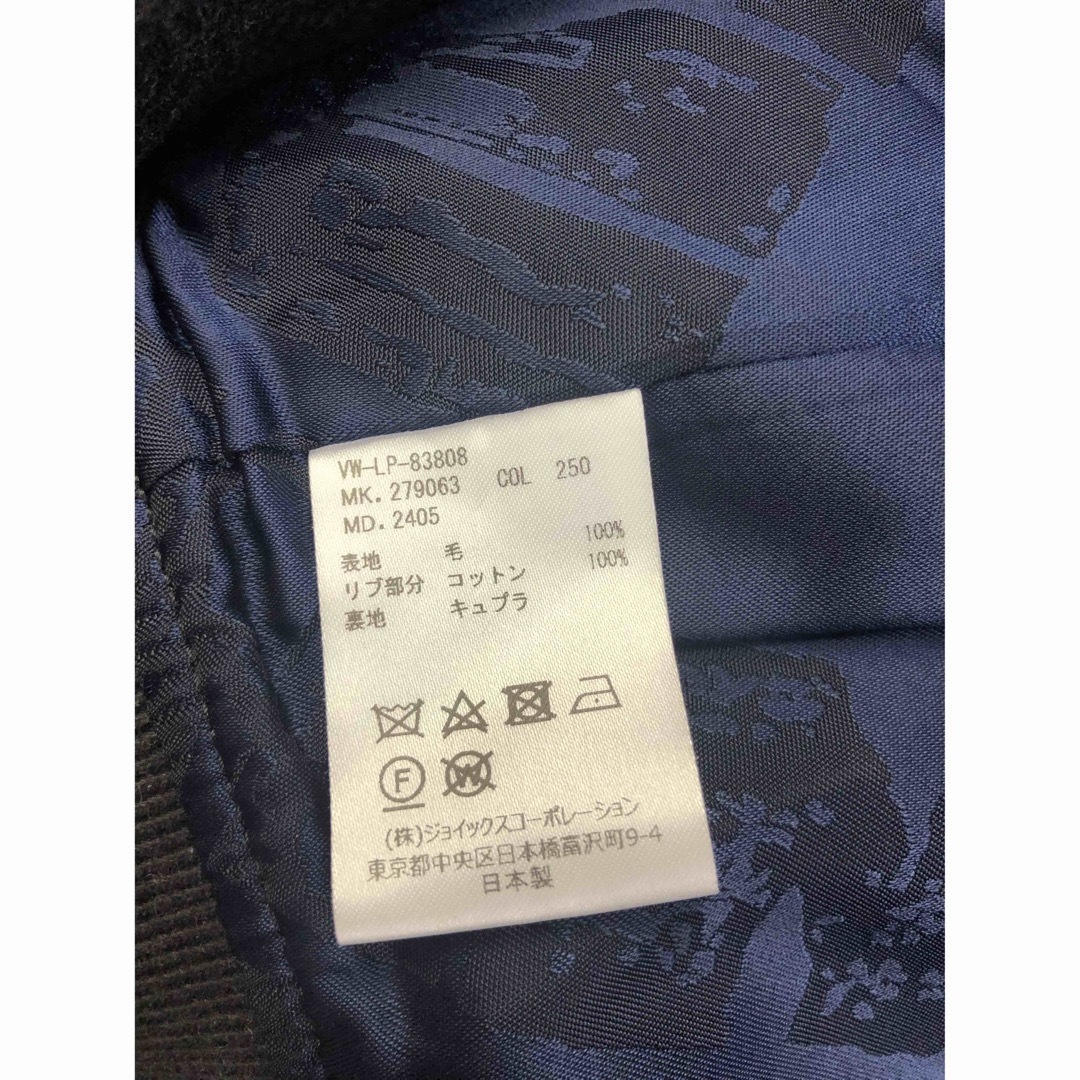 VW-LP-83808
MK.279063 COL 250
MD.2405
表地 毛 100%
リブ部分 コットン 100%
裏地 キュプラ
F
W
(株)ジョイックスコーポレーション
東京都中央区日本橋富沢町9-4
日本製